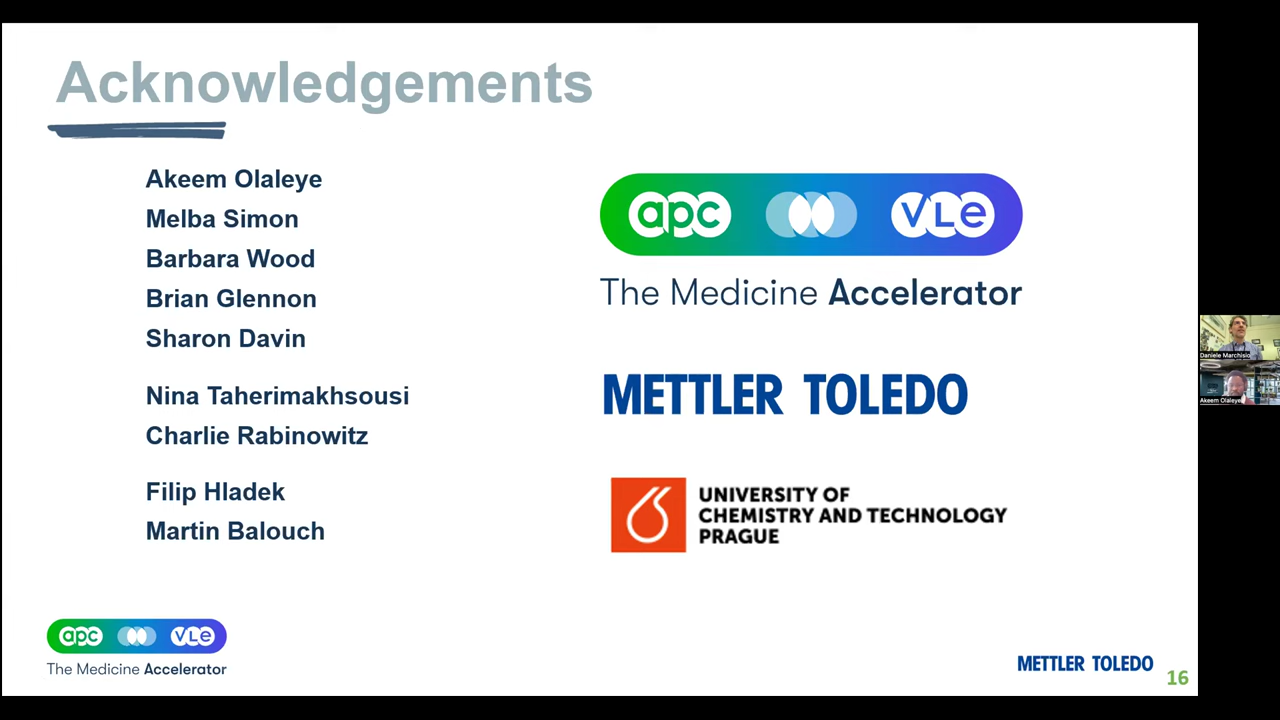 Acknowledgements
Akeem Olaleye
Melba Simon
Barbara Wood
Brian Glennon
Sharon Davin
Nina Taherimakhsousi
Charlie Rabinowitz
Filip Hladek
Martin Balouch
apc VLe
The Medicine Accelerator
METTLER TOLEDO
UNIVERSITY OF
CHEMISTRY AND TECHNOLOGY
PRAGUE
Daniele Marchisio
Akeem Olaleye
apc VLe
The Medicine Accelerator
METTLER TOLEDO
16